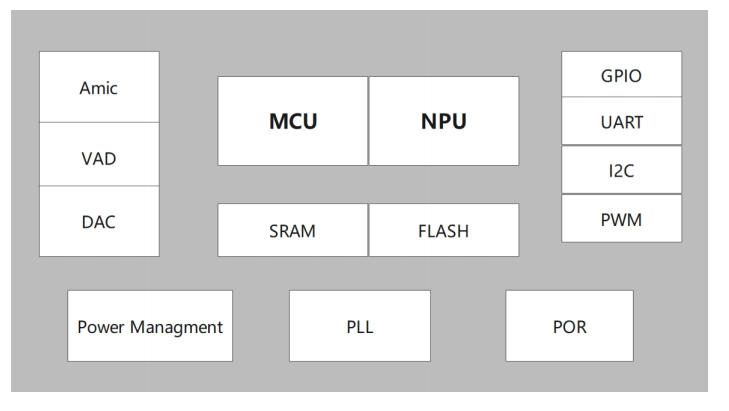 Amic
VAD
DAC
MCU
NPU
SRAM
FLASH
GPIO
UART
I2C
PWM
Power Managment
PLL
POR